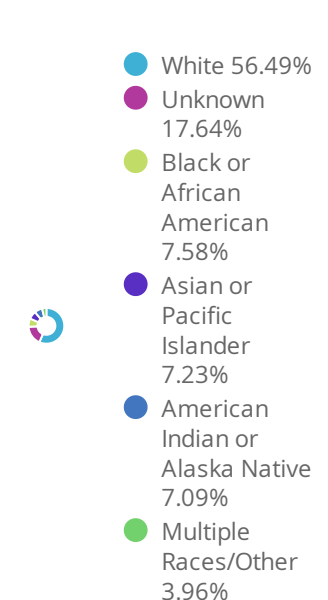 White 56.49%
Unknown
17.64%
Black or
African
American
7.58%
Asian or
Pacific
Islander
7.23%
American
Indian or
Alaska Native
7.09%
Multiple
Races/Other
3.96%